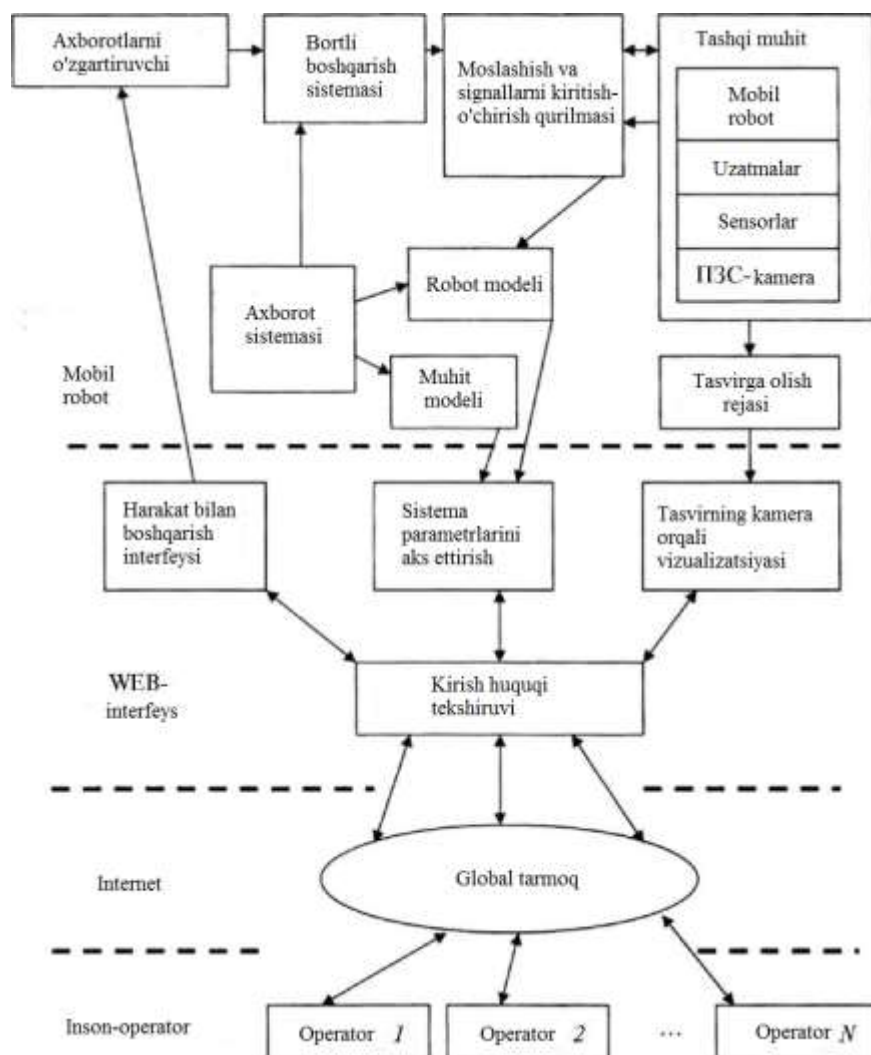 Axborotlarni
o'zgartiruvchi
Bortli
boshqarish
sistemasi
Moslashish va
signallarni kiritish-
o'chirish qurilmasi
Tashqi muhit
Mobil
robot
Uzatmalar
Sensorlar
ПЗС-kamera
Axborot
sistemasi
Robot modeli
Muhit
modeli
Tasvirga olish
rejasi
Mobil
robot
Harakat bilan
boshqarish
interfeysi
Sistema
parametrlarini
aks ettirish
Tasvirning kamera
orqali
vizualizatsiyasi
WEB-
interfeys
Kirish huquqi
tekshiruvi
Internet
Global tarmoq
Inson-operator
Operator 1
Operator 2
...
Operator N